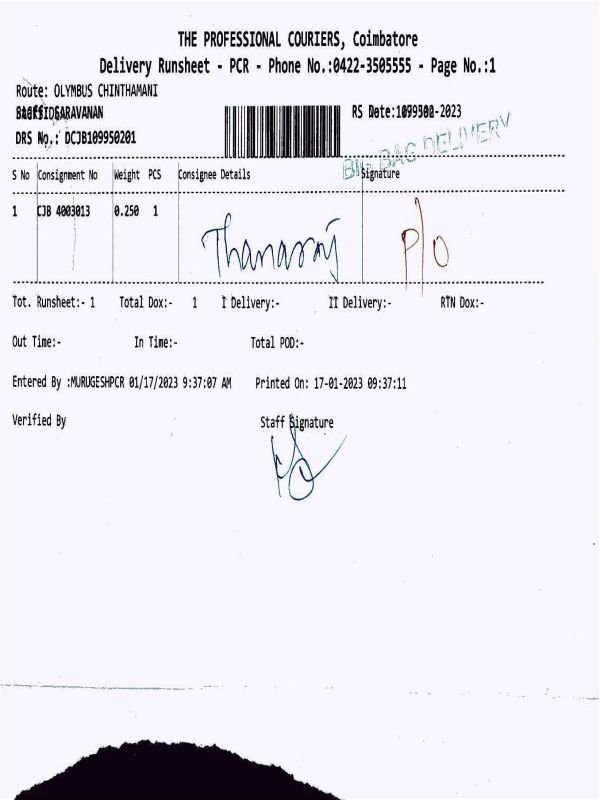 THE PROFESSIONAL COURIERS, Coimbatore
Delivery Runsheet - PCR - Phone No.:0422-3505555 - Page No.:1
Route: OLYMBUS CHINTHAMANI
SARAVANAN RS -2023
DRS No.: DCJB109950201
BIG BAG DELIVERY
S No Consignment No Weight PCS Consignee Details Signature
1 CJB 4003013 0.250 1 Thanaraj P/O
Tot. Runsheet:- 1 Total Dox:- 1 I Delivery:- II Delivery:- RTN Dox:-
Out Time:- In Time:- Total POD:-
Entered By :MURUGESHPCR 01/17/2023 9:37:07 AM Printed On: 17-01-2023 09:37:11
Verified By Staff Signature